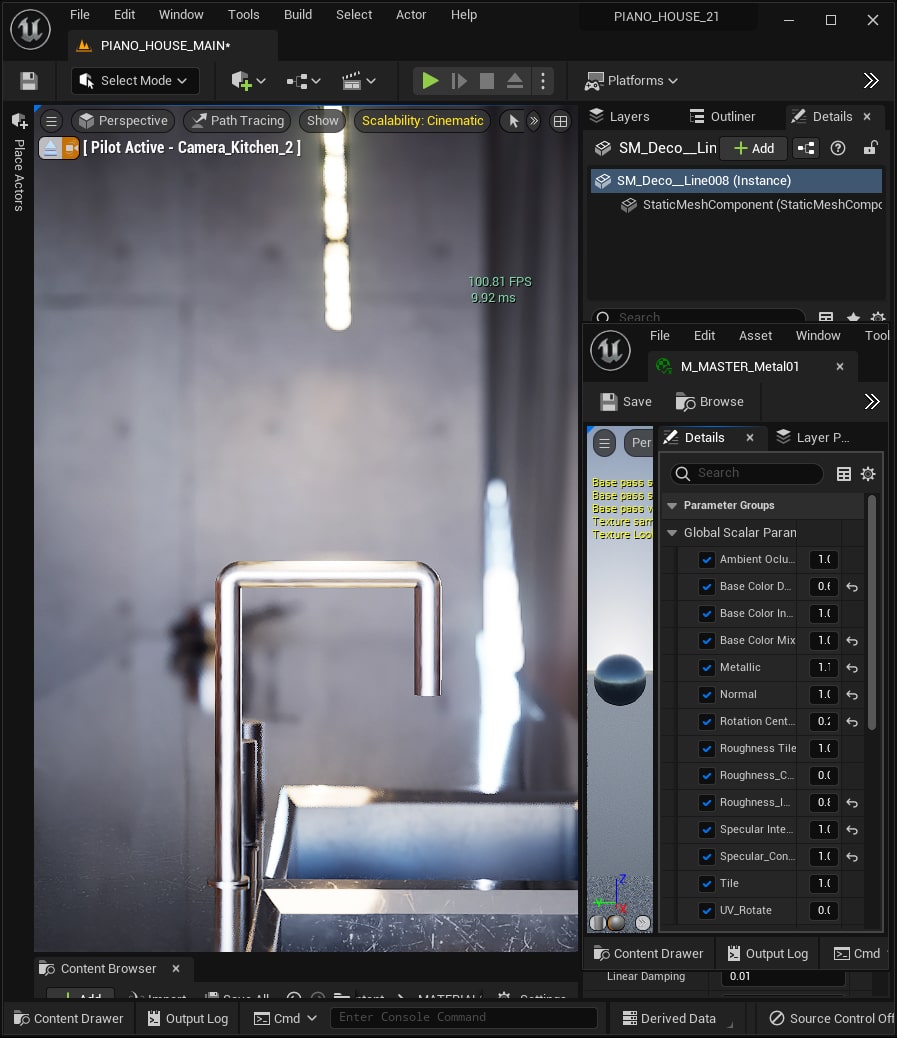 File Edit Window Tools Build Select Actor Help
PIANO_HOUSE_21
PIANO_HOUSE_MAIN*
Select Mode
Platforms
Place Actors
Perspective Path Tracing Show Scalability: Cinematic
[ Pilot Active - Camera_Kitchen_2 ]
100.81 FPS
9.92 ms
Layers Outliner Details
SM_Deco__Lin Add
SM_Deco__Line008 (Instance)
StaticMeshComponent (StaticMeshCompo
Search
File Edit Asset Window Tool
M_MASTER_Metal01
Save Browse
Per
Details Layer P...
Search
Base pass s
Base pass s
Base pass v
Texture sam
Texture Loo
Parameter Groups
Global Scalar Paran
Ambient Oclu... 1.0
Base Color D... 0.6
Base Color In... 1.0
Base Color Mix 1.0
Metallic 1.1
Normal 1.0
Rotation Cent... 0.2
Roughness Tile 1.0
Roughness_C... 0.0
Roughness_I... 0.8
Specular Inte... 1.0
Specular_Con... 1.0
Tile 1.0
UV_Rotate 0.0
Z
Y
X
Content Drawer Output Log Cmd
Linear Damping 0.01
Content Browser
Add Import Save All MATERIAL Settings
Content Drawer Output Log Cmd Enter Console Command Derived Data Source Control Off